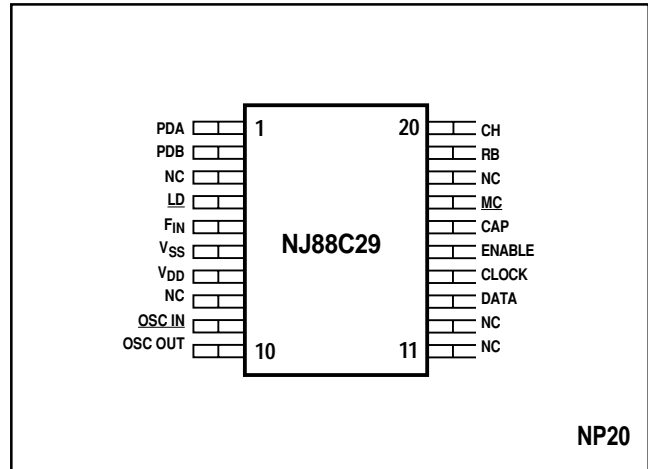 PDA 1 20 CH
PDB RB
NC NC
LD MC
FIN CAP
VSS ENABLE
VDD CLOCK
NC DATA
OSC IN NC
OSC OUT 10 11 NC
NJ88C29
NP20